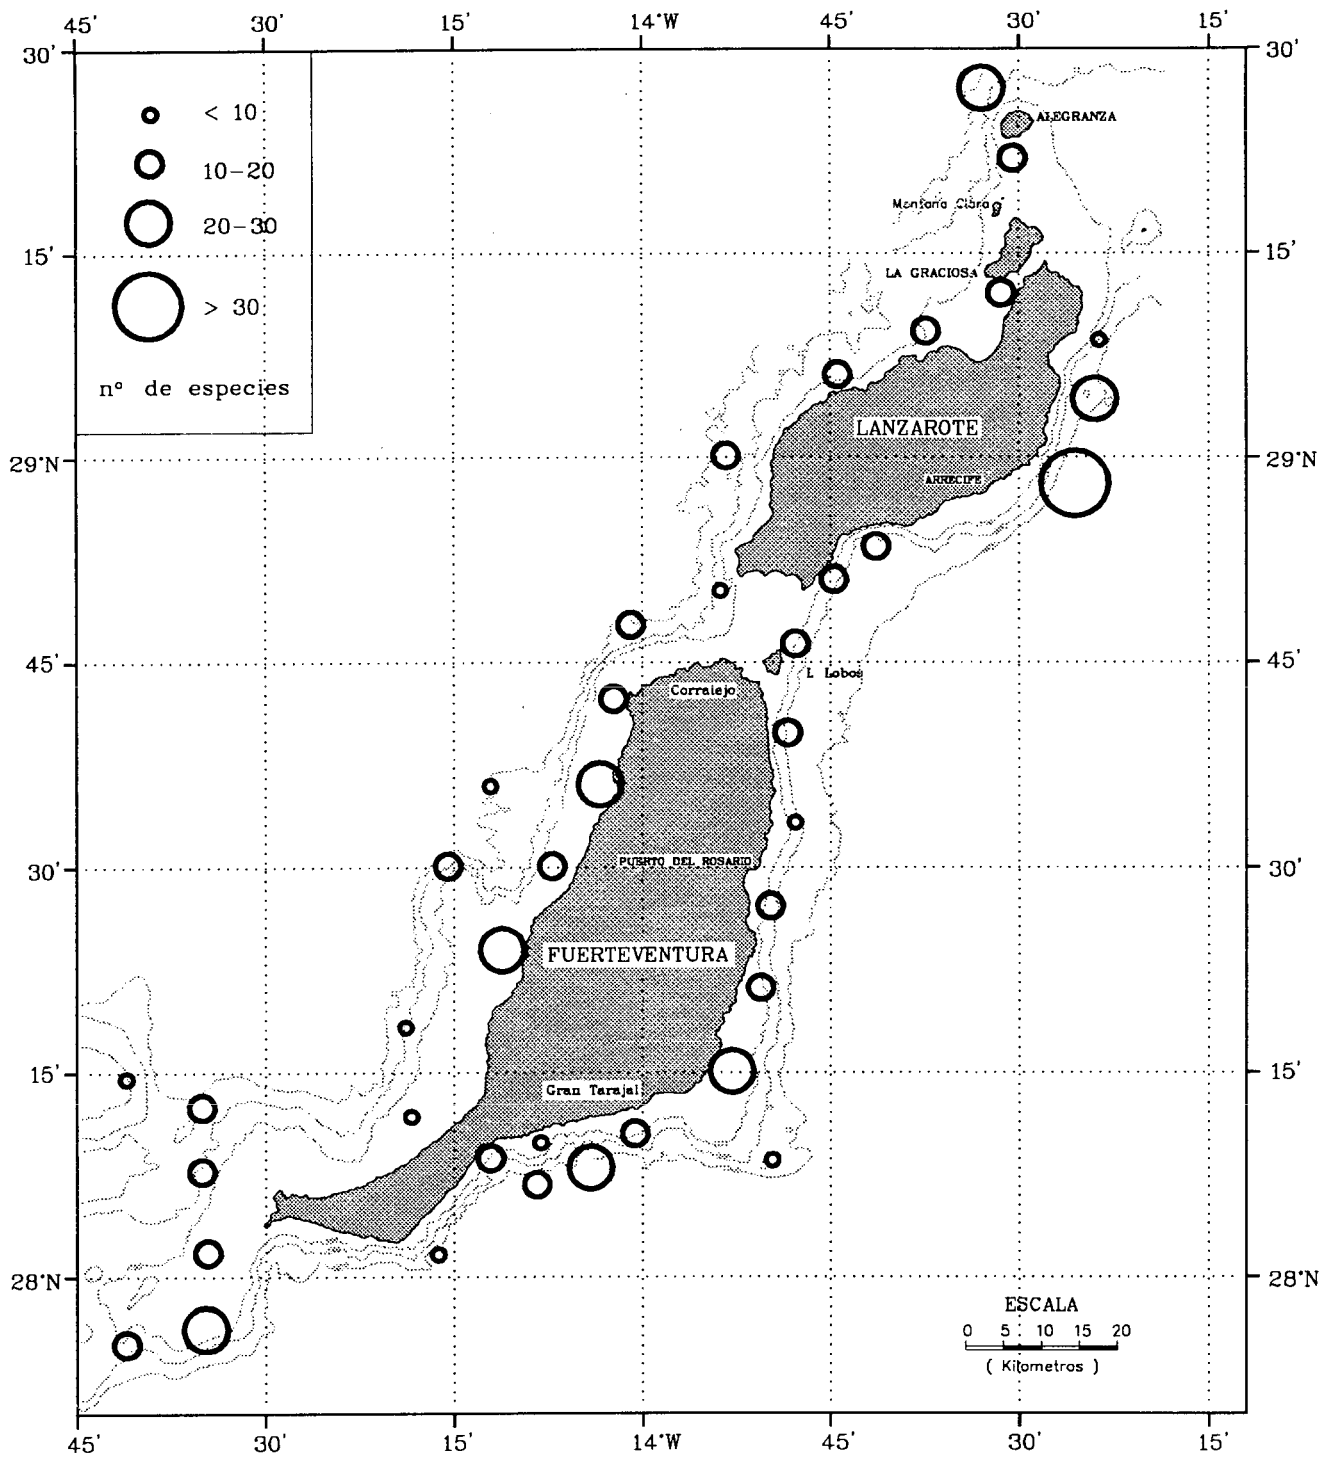 45' 30' 15' 14°W 45' 30' 15'
30' 30'
< 10
10-20
20-30
> 30
n° de especies
ALEGRANZA
Montaña Clara
15' 15'
LA GRACIOSA
LANZAROTE
29°N 29°N
ARRECIFE
45' 45'
I. Lobos
Corralejo
30' 30'
PUERTO DEL ROSARIO
FUERTEVENTURA
15' 15'
Gran Tarajal
28°N 28°N
ESCALA
0 5 10 15 20
( Kilometros )
45' 30' 15' 14°W 45' 30' 15'